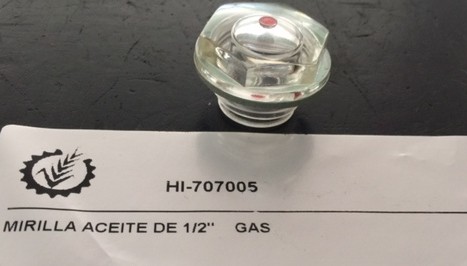 HI-707005
MIRILLA ACEITE DE 1/2" GAS